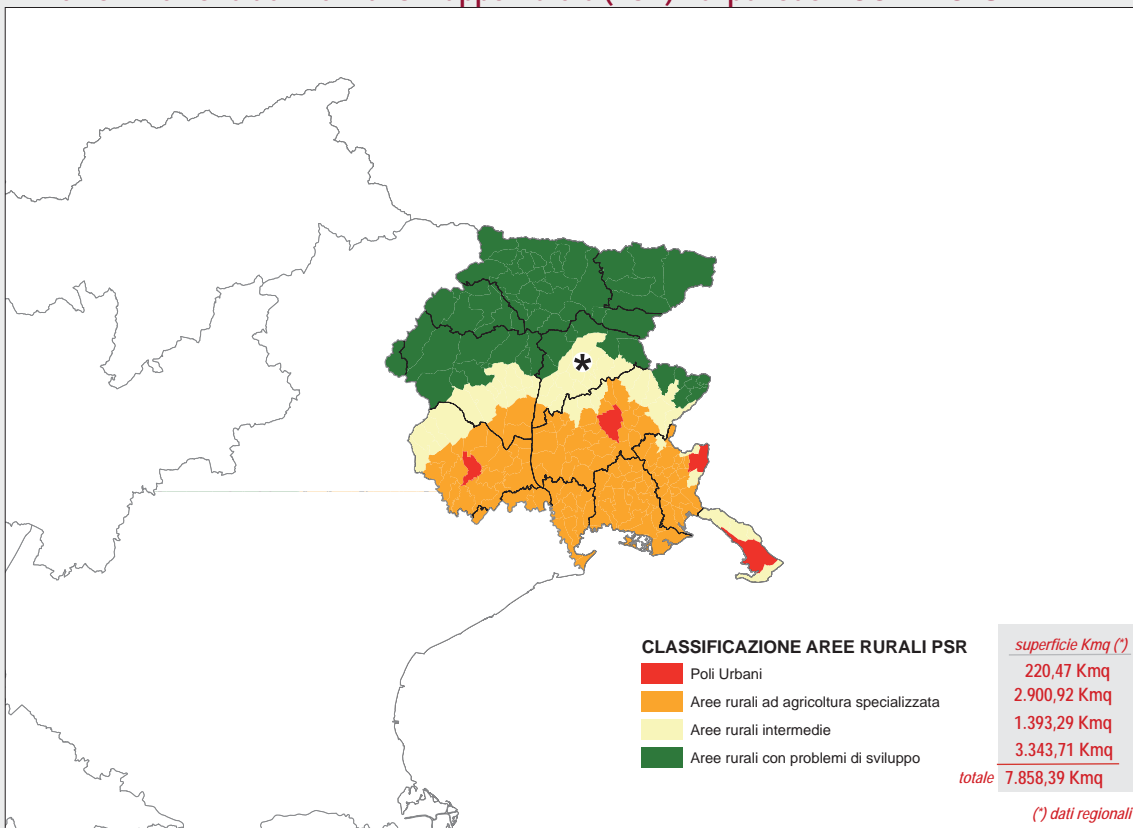 CLASSIFICAZIONE AREE RURALI PSR
superficie Kmq (*)
Poli Urbani
220,47 Kmq
Aree rurali ad agricoltura specializzata
2.900,92 Kmq
Aree rurali intermedie
1.393,29 Kmq
Aree rurali con problemi di sviluppo
3.343,71 Kmq
totale 7.858,39 Kmq
(*) dati regionali
*